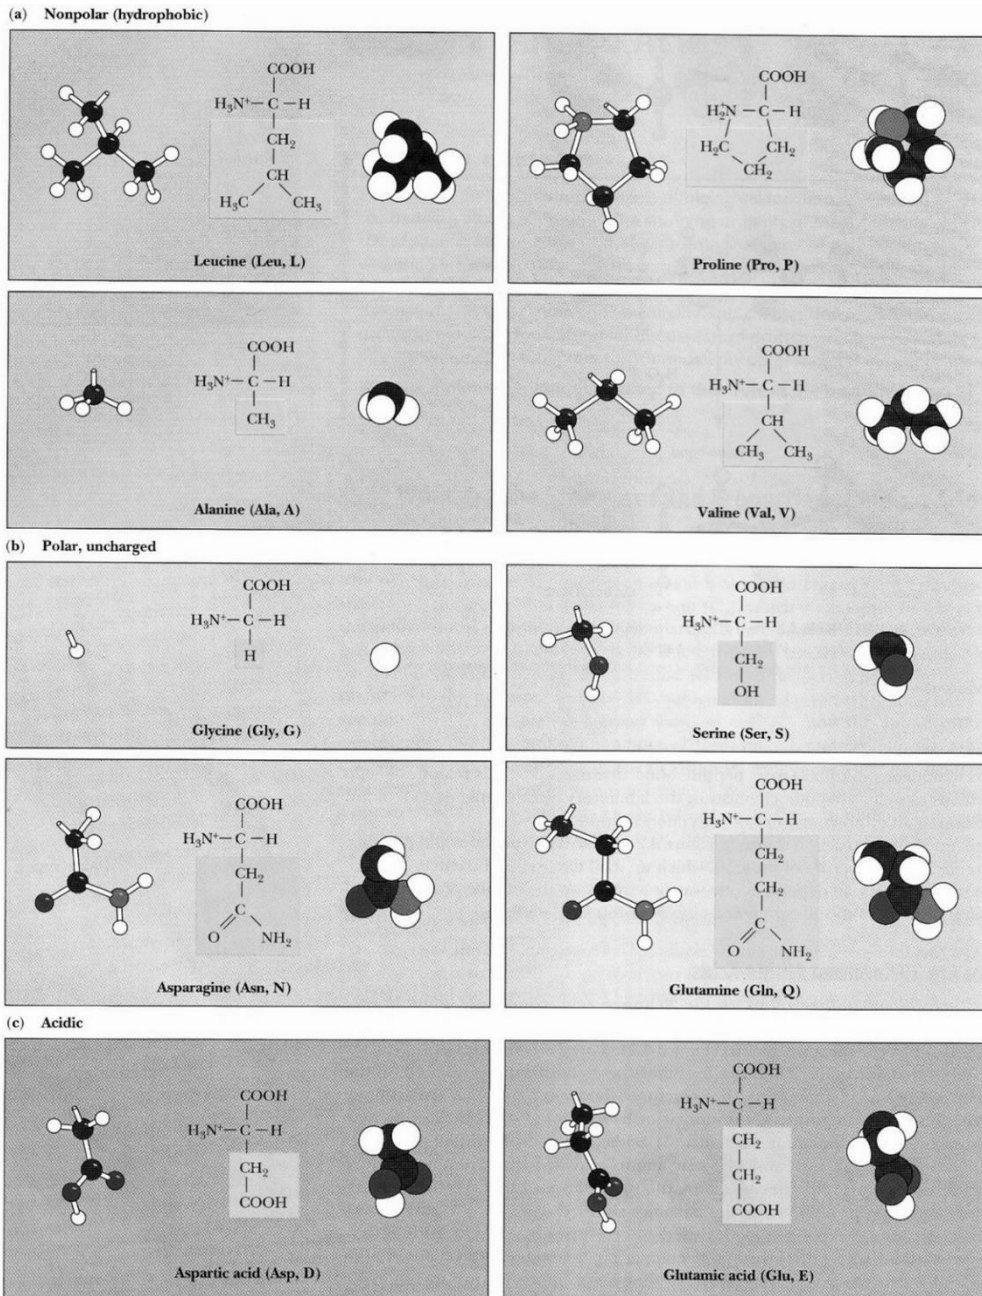 (a) Nonpolar (hydrophobic)
COOH
H₃N⁺—C—H
CH₂
CH
H₃C CH₃
Leucine (Leu, L)
COOH
H₂N⁺ C—H
H₂C CH₂
CH₂
Proline (Pro, P)
COOH
H₃N⁺—C—H
CH₃
Alanine (Ala, A)
COOH
H₃N⁺—C—H
CH
CH₃ CH₃
Valine (Val, V)
(b) Polar, uncharged
COOH
H₃N⁺—C—H
H
Glycine (Gly, G)
COOH
H₃N⁺—C—H
CH₂
OH
Serine (Ser, S)
COOH
H₃N⁺—C—H
CH₂
C
O NH₂
Asparagine (Asn, N)
COOH
H₃N⁺—C—H
CH₂
CH₂
C
O NH₂
Glutamine (Gln, Q)
(c) Acidic
COOH
H₃N⁺—C—H
CH₂
COOH
Aspartic acid (Asp, D)
COOH
H₃N⁺—C—H
CH₂
CH₂
COOH
Glutamic acid (Glu, E)